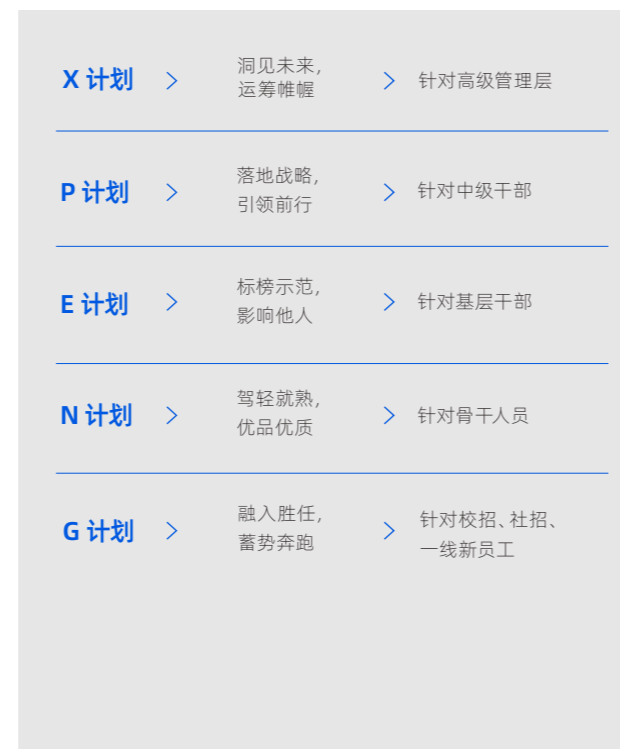 X 计划
洞见未来，
运筹帷幄
针对高级管理层
P 计划
落地战略，
引领前行
针对中级干部
E 计划
标榜示范，
影响他人
针对基层干部
N 计划
驾轻就熟，
优品优质
针对骨干人员
G 计划
融入胜任，
蓄势奔跑
针对校招、社招、
一线新员工